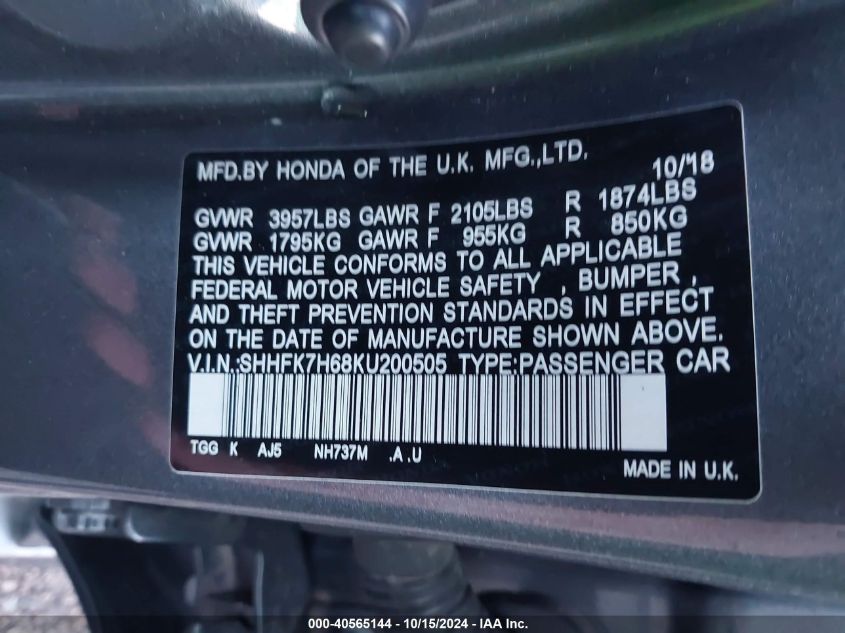 MFD.BY HONDA OF THE U.K. MFG.,LTD. 10/18
GVWR 3957LBS GAWR F 2105LBS R 1874LBS
GVWR 1795KG GAWR F 955KG R 850KG
THIS VEHICLE CONFORMS TO ALL APPLICABLE
FEDERAL MOTOR VEHICLE SAFETY , BUMPER ,
AND THEFT PREVENTION STANDARDS IN EFFECT
ON THE DATE OF MANUFACTURE SHOWN ABOVE.
V.I.N.:SHHFK7H68KU200505 TYPE:PASSENGER CAR
TGG K AJ5 NH737M .A .U
MADE IN U.K.
000-40565144 - 10/15/2024 - IAA Inc.